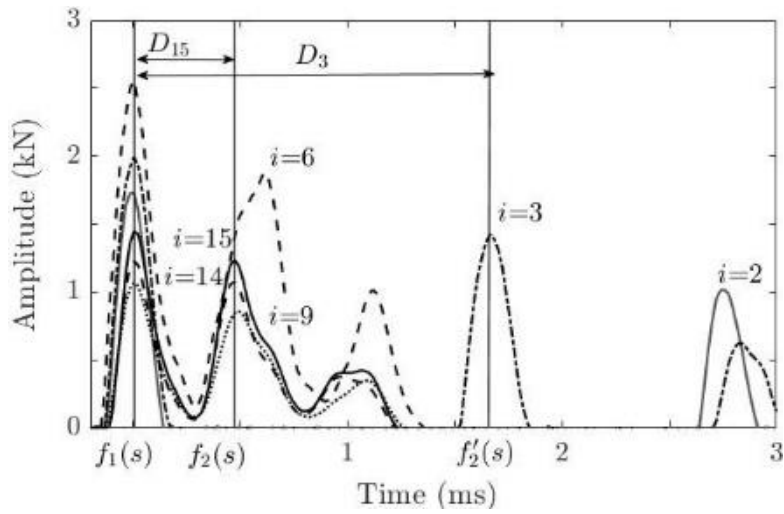 3
D₁₅
D₃
2
i=6
i=3
i=15
i=14
1
i=9
i=2
0
Amplitude (kN)
f₁(s) f₂(s) 1 f₂′(s) 2 3
Time (ms)